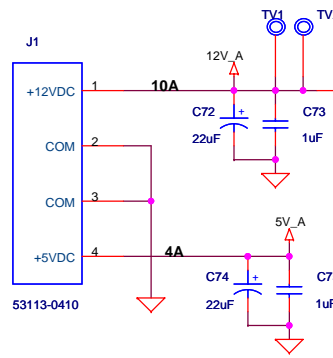 TV1 TV
J1
12V_A
+12VDC 1 10A
C72 C73
22uF 1uF
COM 2
COM 3
5V_A
+5VDC 4 4A
C74 C7
22uF 1uF
53113-0410